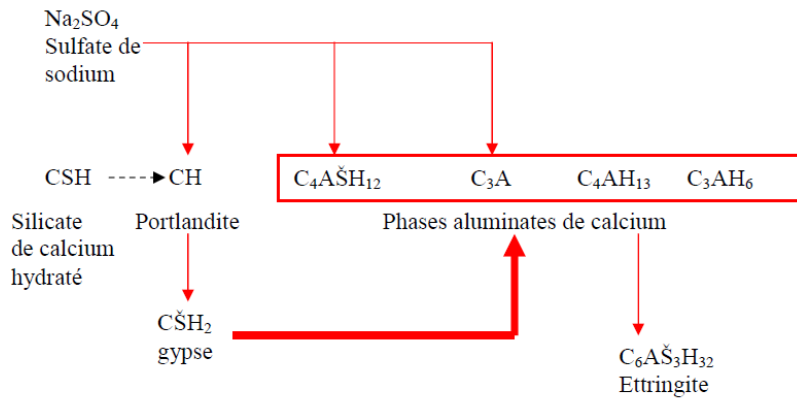 Na₂SO₄
Sulfate de
sodium
CSH
CH
C₄AŠH₁₂
C₃A
C₄AH₁₃
C₃AH₆
Silicate
de calcium
hydraté
Portlandite
Phases aluminates de calcium
CŠH₂
gypse
C₆AŠ₃H₃₂
Ettringite